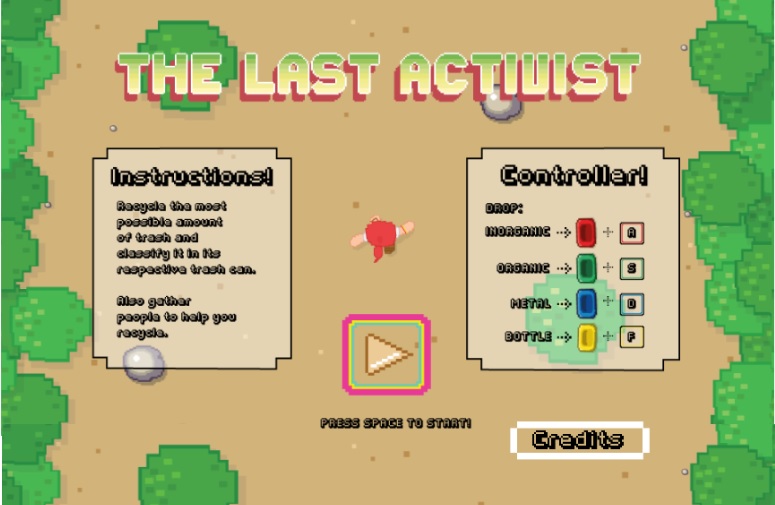 THE LAST ACTIVIST
Instructions!
Recycle the most
possible amount
of trash and
classify it in its
respective trash can.
Also gather
people to help you
recycle.
Controller!
DROP:
INORGANIC --> + A
ORGANIC --> + S
METAL --> + D
BOTTLE --> + F
PRESS SPACE TO START!
Credits